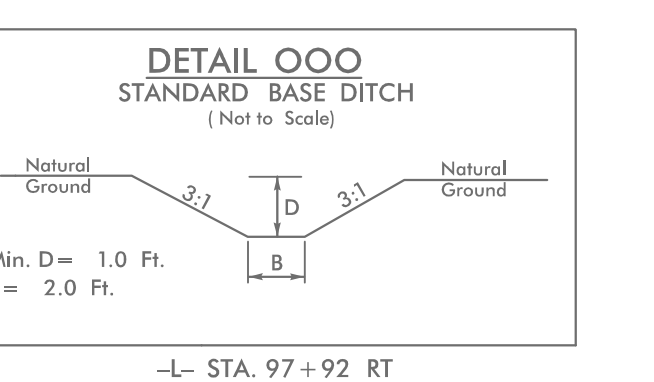 DETAIL OOO
STANDARD BASE DITCH
( Not to Scale)
Natural
Ground
3:1
D
3:1
Natural
Ground
B
D= 1.0 Ft.
= 2.0 Ft.
–L– STA. 97+92 RT